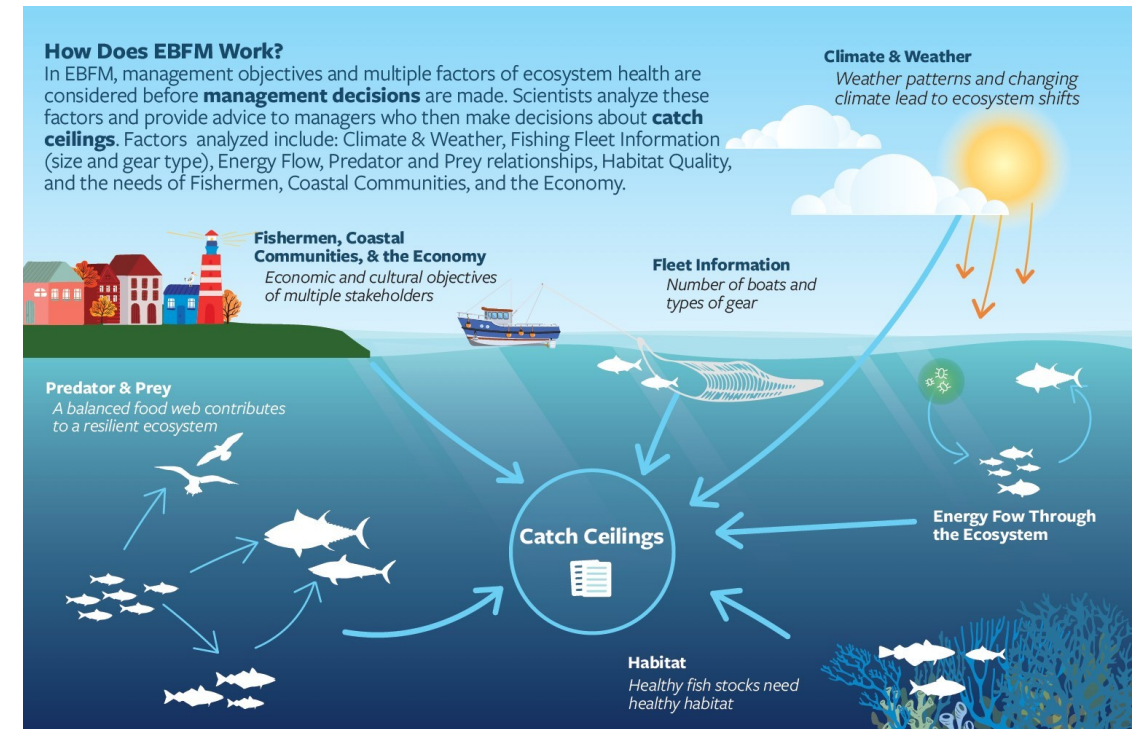 How Does EBFM Work?
In EBFM, management objectives and multiple factors of ecosystem health are
considered before management decisions are made. Scientists analyze these
factors and provide advice to managers who then make decisions about catch
ceilings. Factors analyzed include: Climate & Weather, Fishing Fleet Information
(size and gear type), Energy Flow, Predator and Prey relationships, Habitat Quality,
and the needs of Fishermen, Coastal Communities, and the Economy.
Climate & Weather
Weather patterns and changing
climate lead to ecosystem shifts
Fishermen, Coastal
Communities, & the Economy
Economic and cultural objectives
of multiple stakeholders
Fleet Information
Number of boats and
types of gear
Predator & Prey
A balanced food web contributes
to a resilient ecosystem
Catch Ceilings
Energy Fow Through
the Ecosystem
Habitat
Healthy fish stocks need
healthy habitat